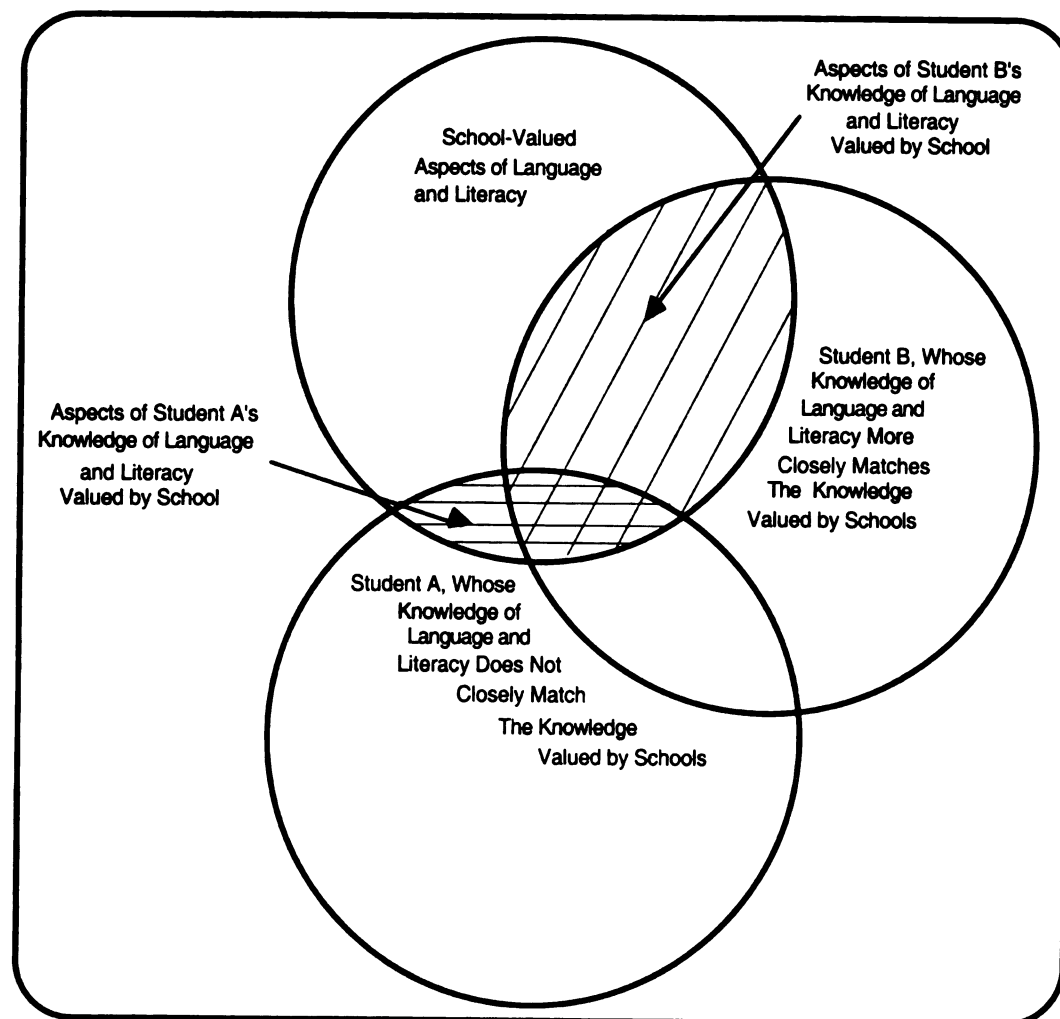 Aspects of Student B's
Knowledge of Language
and Literacy
Valued by School
School-Valued
Aspects of Language
and Literacy
Student B, Whose
Knowledge of
Language and
Literacy More
Closely Matches
The Knowledge
Valued by Schools
Aspects of Student A's
Knowledge of Language
and Literacy
Valued by School
Student A, Whose
Knowledge of
Language and
Literacy Does Not
Closely Match
The Knowledge
Valued by Schools